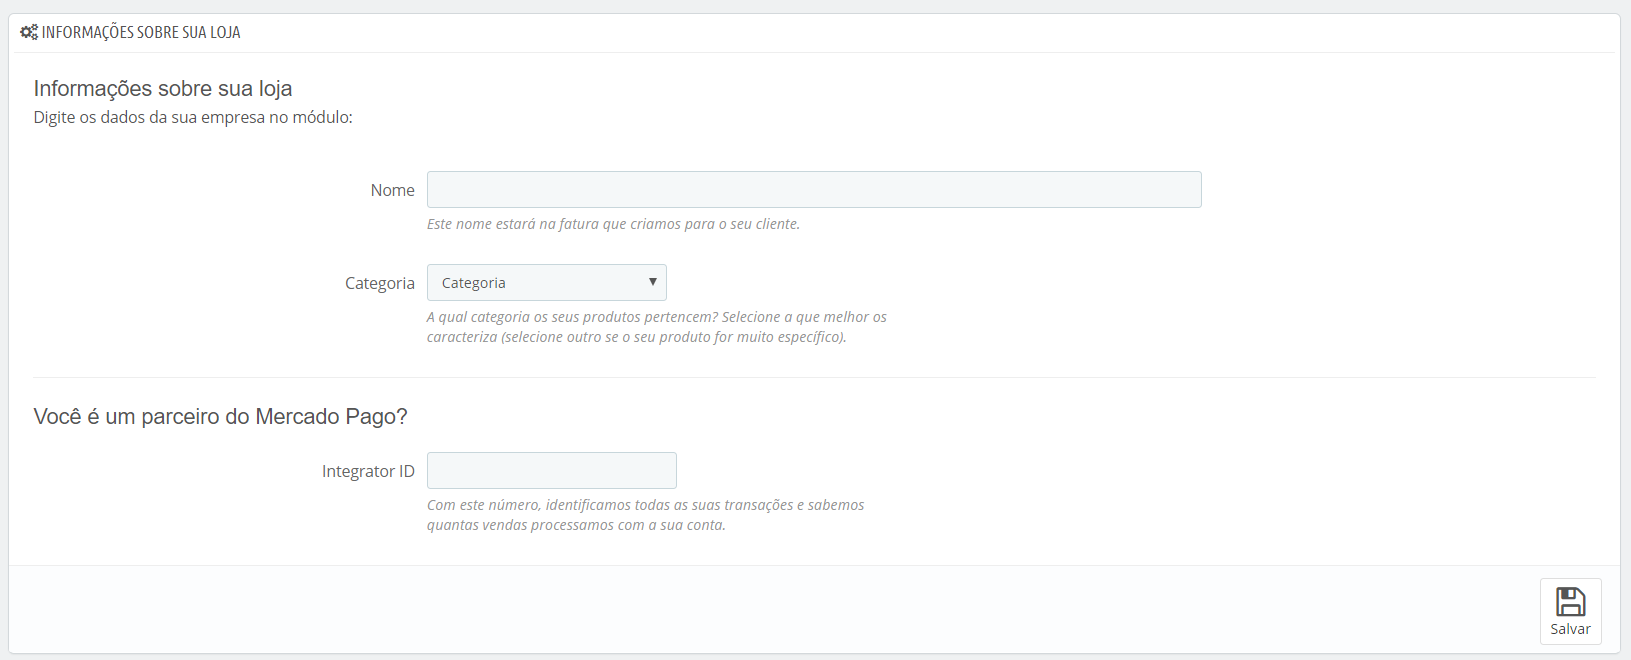 INFORMAÇÕES SOBRE SUA LOJA
Informações sobre sua loja
Digite os dados da sua empresa no módulo:
Nome
Este nome estará na fatura que criamos para o seu cliente.
Categoria
Categoria
A qual categoria os seus produtos pertencem? Selecione a que melhor os
caracteriza (selecione outro se o seu produto for muito específico).
Você é um parceiro do Mercado Pago?
Integrator ID
Com este número, identificamos todas as suas transações e sabemos
quantas vendas processamos com a sua conta.
Salvar